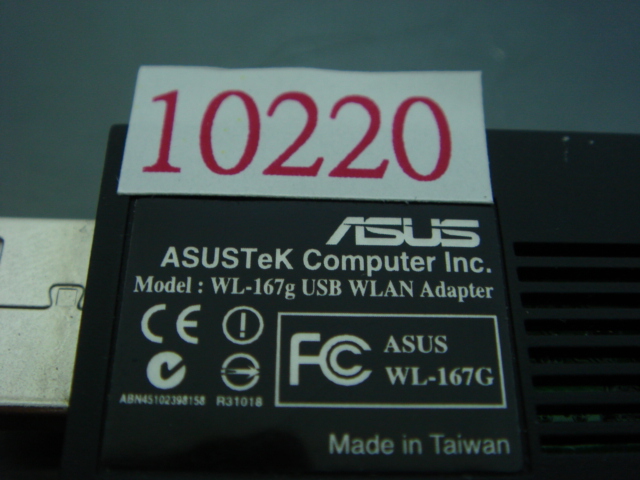 10220
ASUS
ASUSTeK Computer Inc.
Model : WL-167g USB WLAN Adapter
CE
FC ASUS
WL-167G
ABN45102398158 R31018
Made in Taiwan